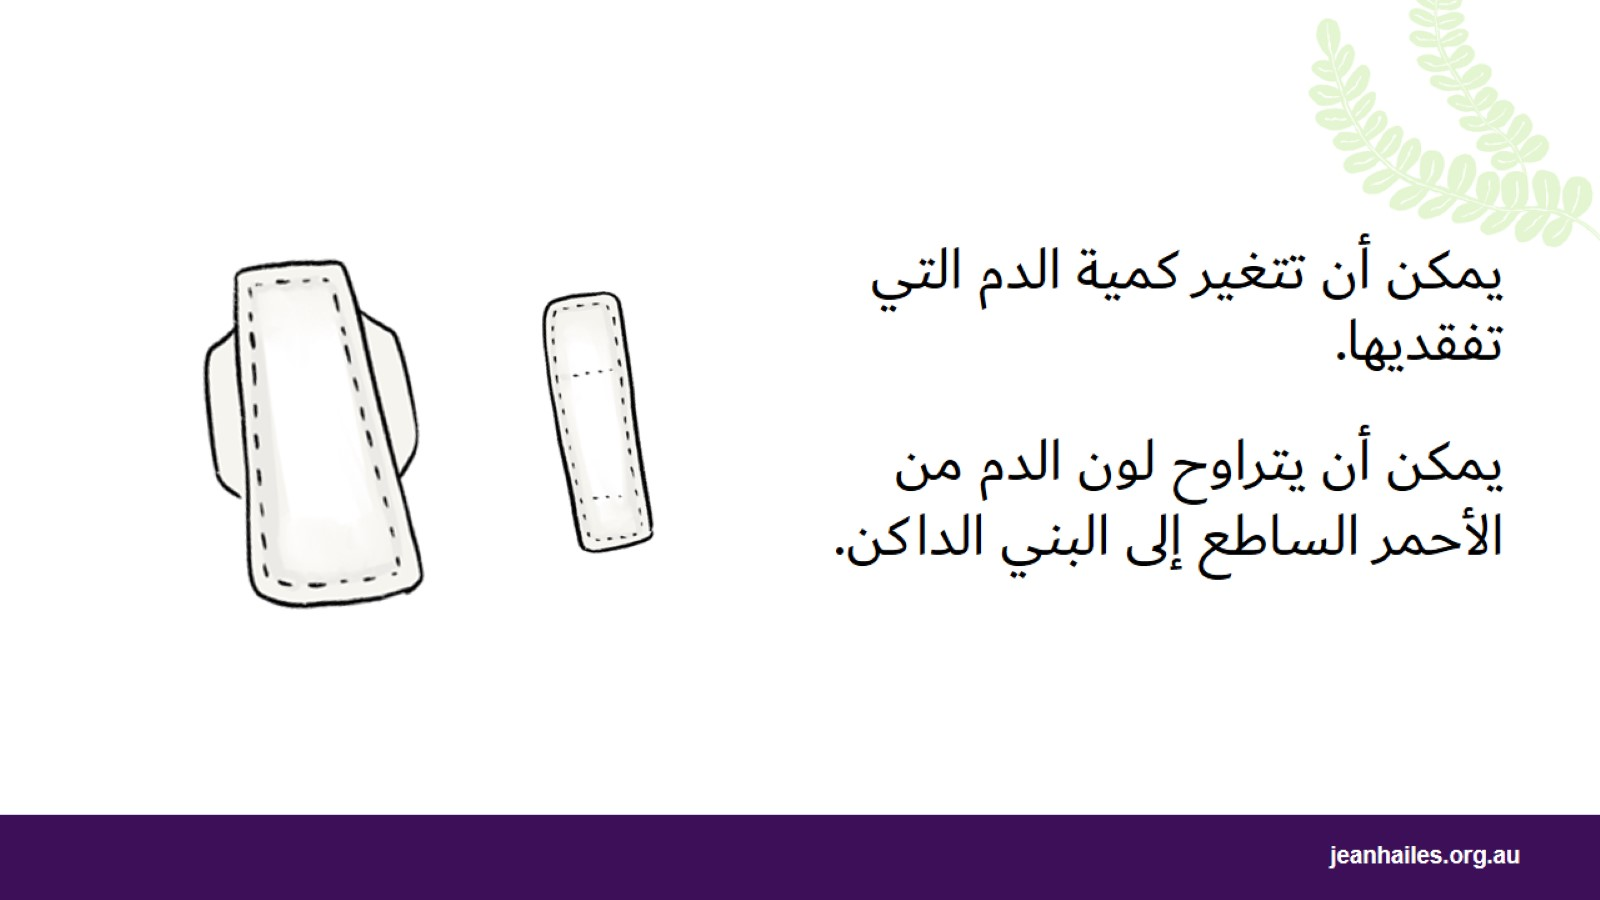 يمكن أن تتغير كمية الدم التي
تفقديها.
يمكن أن يتراوح لون الدم من
الأحمر الساطع إلى البني الداكن.
jeanhailes.org.au